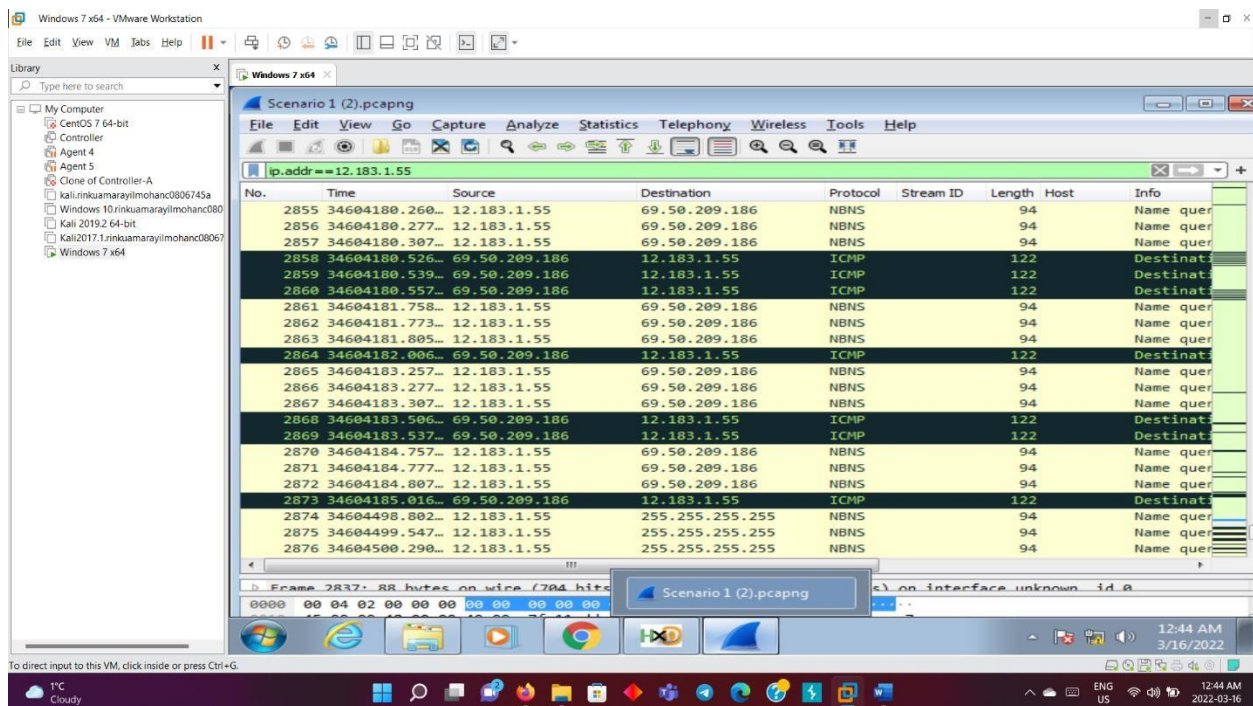 Windows 7 x64 - VMware Workstation
File Edit View VM Tabs Help
Library
Type here to search
My Computer
CentOS 7 64-bit
Controller
Agent 4
Agent 5
Clone of Controller-A
kali.rinkuamarayilmohanc0806745a
Windows 10.rinkuamarayilmohanc080
Kali 2019.2 64-bit
Kali2017.1.rinkuamarayilmohanc08067
Windows 7 x64
Windows 7 x64
Scenario 1 (2).pcapng
File Edit View Go Capture Analyze Statistics Telephony Wireless Tools Help
ip.addr==12.183.1.55
No. Time Source Destination Protocol Stream ID Length Host Info
2855 34604180.260… 12.183.1.55 69.50.209.186 NBNS 94 Name quer
2856 34604180.277… 12.183.1.55 69.50.209.186 NBNS 94 Name quer
2857 34604180.307… 12.183.1.55 69.50.209.186 NBNS 94 Name quer
2858 34604180.526… 69.50.209.186 12.183.1.55 ICMP 122 Destinati
2859 34604180.539… 69.50.209.186 12.183.1.55 ICMP 122 Destinati
2860 34604180.557… 69.50.209.186 12.183.1.55 ICMP 122 Destinati
2861 34604181.758… 12.183.1.55 69.50.209.186 NBNS 94 Name quer
2862 34604181.773… 12.183.1.55 69.50.209.186 NBNS 94 Name quer
2863 34604181.805… 12.183.1.55 69.50.209.186 NBNS 94 Name quer
2864 34604182.006… 69.50.209.186 12.183.1.55 ICMP 122 Destinati
2865 34604183.257… 12.183.1.55 69.50.209.186 NBNS 94 Name quer
2866 34604183.277… 12.183.1.55 69.50.209.186 NBNS 94 Name quer
2867 34604183.307… 12.183.1.55 69.50.209.186 NBNS 94 Name quer
2868 34604183.506… 69.50.209.186 12.183.1.55 ICMP 122 Destinati
2869 34604183.537… 69.50.209.186 12.183.1.55 ICMP 122 Destinati
2870 34604184.757… 12.183.1.55 69.50.209.186 NBNS 94 Name quer
2871 34604184.777… 12.183.1.55 69.50.209.186 NBNS 94 Name quer
2872 34604184.807… 12.183.1.55 69.50.209.186 NBNS 94 Name quer
2873 34604185.016… 69.50.209.186 12.183.1.55 ICMP 122 Destinati
2874 34604498.802… 12.183.1.55 255.255.255.255 NBNS 94 Name quer
2875 34604499.547… 12.183.1.55 255.255.255.255 NBNS 94 Name quer
2876 34604500.290… 12.183.1.55 255.255.255.255 NBNS 94 Name quer
Frame 2837: 88 bytes on wire (704 bits s) on interface unknown, id 0
Scenario 1 (2).pcapng
0000 00 04 02 00 00 00 00 00 00 00 00
HxD
12:44 AM
3/16/2022
To direct input to this VM, click inside or press Ctrl+G.
1°C
Cloudy
ENG
US
12:44 AM
2022-03-16